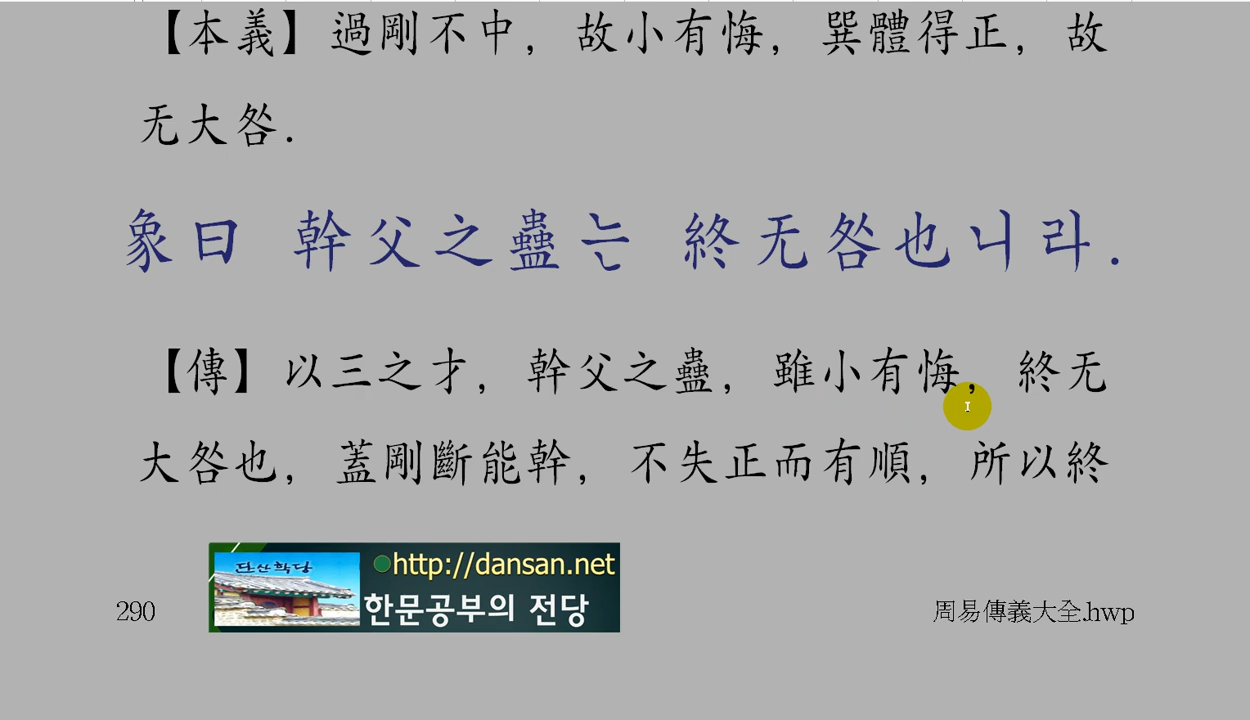 【本義】過剛不中, 故小有悔, 巽體得正, 故
无大咎.
象曰 幹父之蠱는 終无咎也니라.
【傳】以三之才, 幹父之蠱, 雖小有悔, 終无
大咎也, 蓋剛斷能幹, 不失正而有順, 所以終
단산학당
http://dansan.net
한문공부의 전당
290
周易傳義大全.hwp